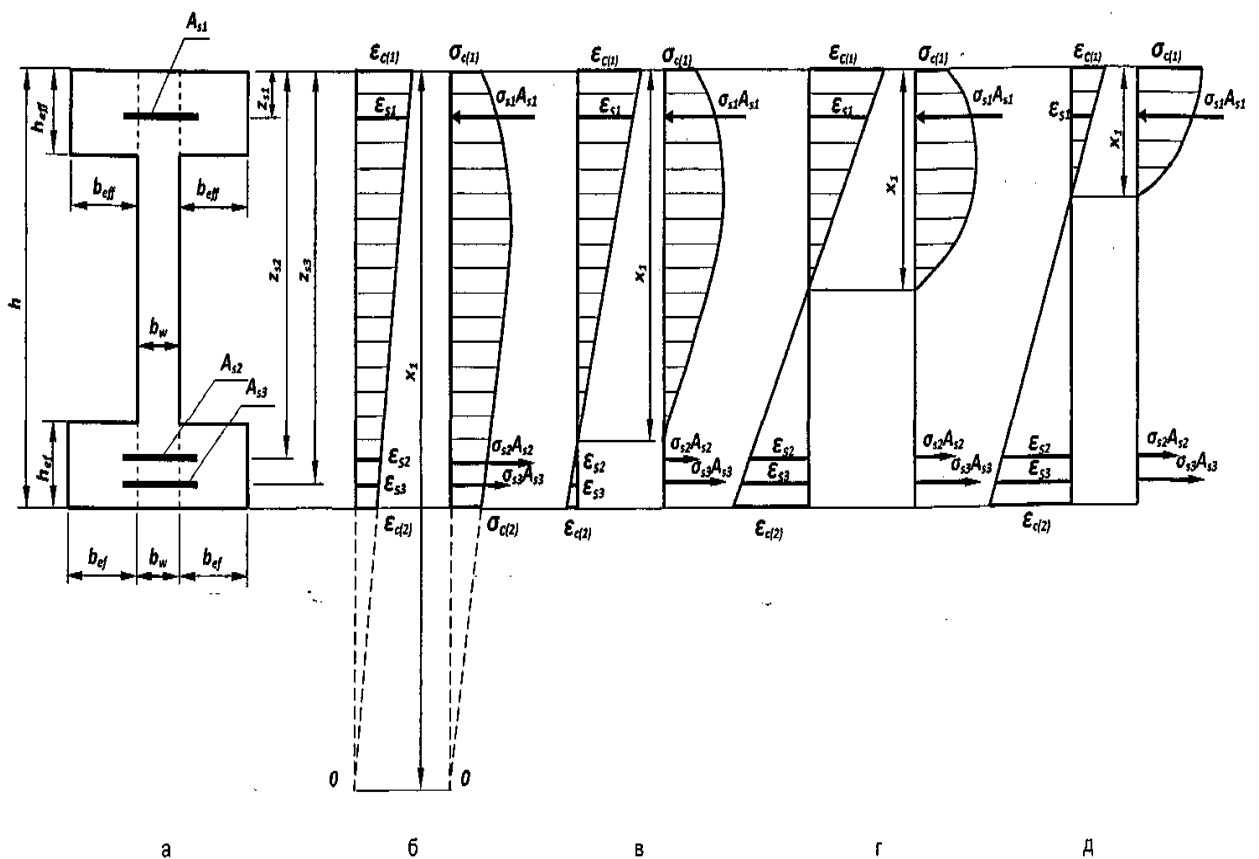 A_s1
ε_c(1) σ_c(1) ε_c(1) σ_c(1) ε_c(1) σ_c(1) ε_c(1) σ_c(1)
h_eff z_s1 ε_s1 σ_s1A_s1 ε_s1 σ_s1A_s1 ε_s1 σ_s1A_s1 ε_s1 σ_s1A_s1
b_eff b_eff x_1 x_1
h z_s2 z_s3 x_1 x_1
b_w
A_s2
A_s3
h_ef ε_s2 σ_s2A_s2 ε_s2 σ_s2A_s2 ε_s2 σ_s2A_s2 ε_s2 σ_s2A_s2
ε_s3 σ_s3A_s3 ε_s3 σ_s3A_s3 ε_s3 σ_s3A_s3 ε_s3 σ_s3A_s3
ε_c(2) σ_c(2) ε_c(2) ε_c(2) ε_c(2)
b_ef b_w b_ef
0 0
а б в г д